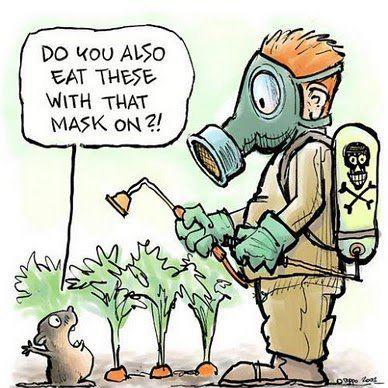 DO YOU ALSO
EAT THESE
WITH THAT
MASK ON?!